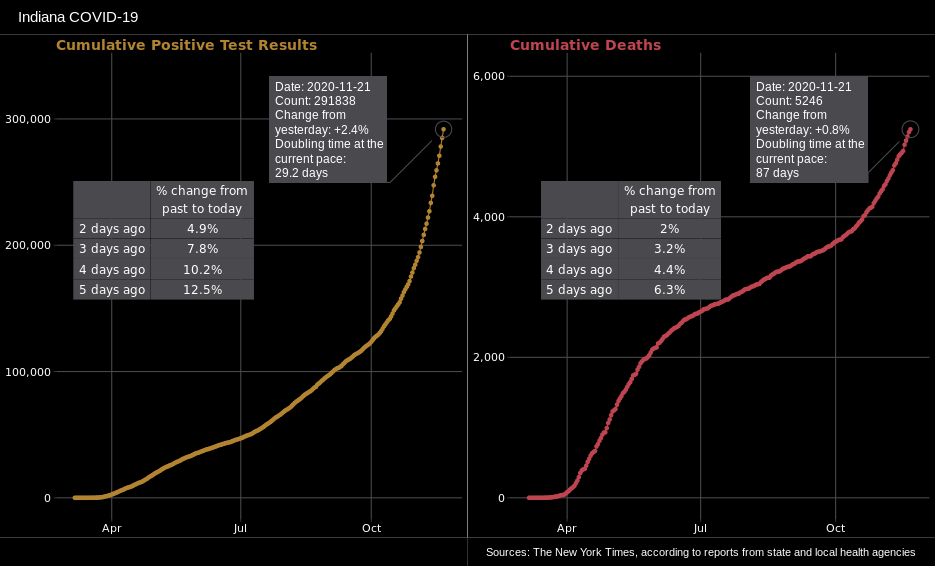 Indiana COVID-19
Cumulative Positive Test Results
300,000
200,000
100,000
0
Apr
Jul
Oct
Date: 2020-11-21
Count: 291838
Change from
yesterday: +2.4%
Doubling time at the
current pace:
29.2 days
% change from
past to today
2 days ago 4.9%
3 days ago 7.8%
4 days ago 10.2%
5 days ago 12.5%
Cumulative Deaths
6,000
4,000
2,000
0
Apr
Jul
Oct
Date: 2020-11-21
Count: 5246
Change from
yesterday: +0.8%
Doubling time at the
current pace:
87 days
% change from
past to today
2 days ago 2%
3 days ago 3.2%
4 days ago 4.4%
5 days ago 6.3%
Sources: The New York Times, according to reports from state and local health agencies